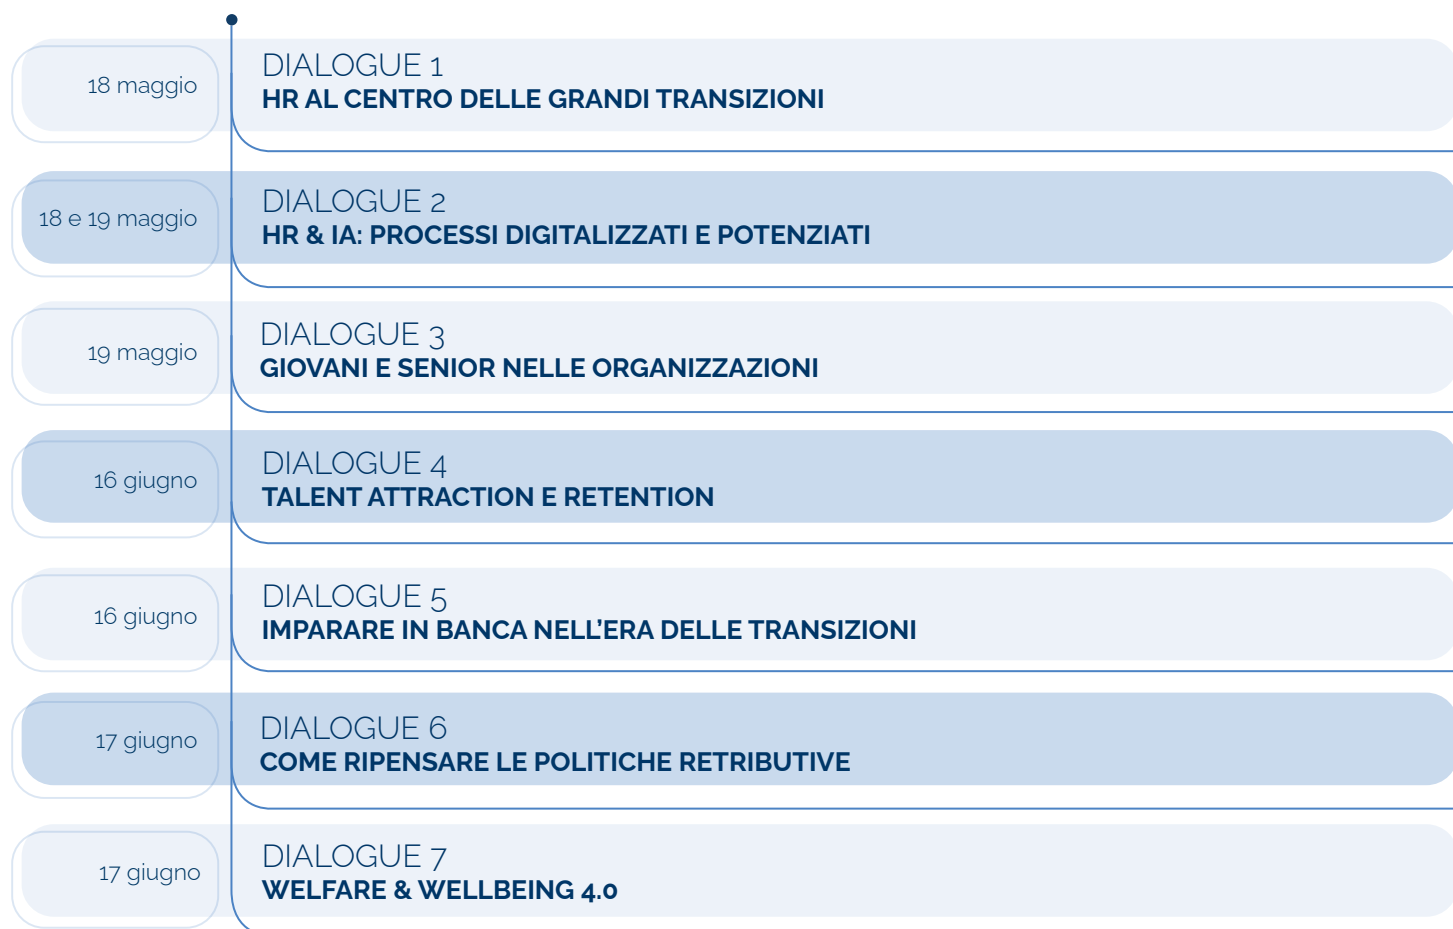 18 maggio
DIALOGUE 1
HR AL CENTRO DELLE GRANDI TRANSIZIONI
18 e 19 maggio
DIALOGUE 2
HR & IA: PROCESSI DIGITALIZZATI E POTENZIATI
19 maggio
DIALOGUE 3
GIOVANI E SENIOR NELLE ORGANIZZAZIONI
16 giugno
DIALOGUE 4
TALENT ATTRACTION E RETENTION
16 giugno
DIALOGUE 5
IMPARARE IN BANCA NELL’ERA DELLE TRANSIZIONI
17 giugno
DIALOGUE 6
COME RIPENSARE LE POLITICHE RETRIBUTIVE
17 giugno
DIALOGUE 7
WELFARE & WELLBEING 4.0